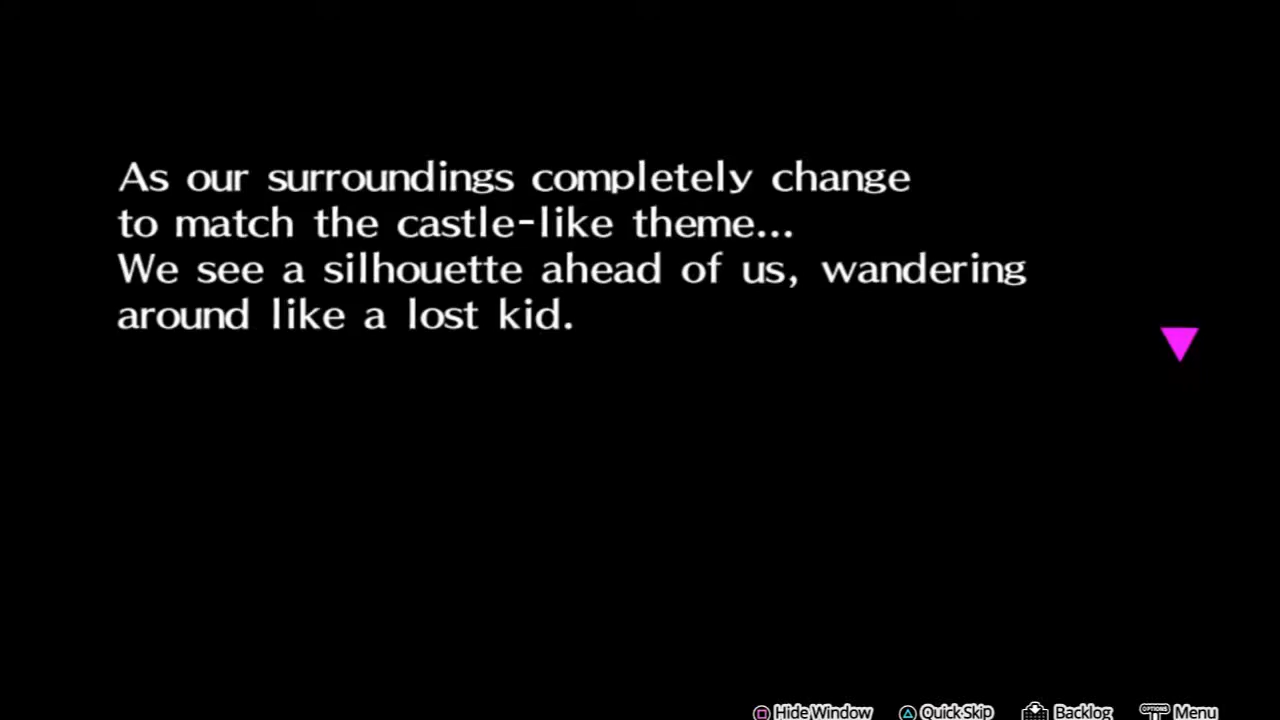 As our surroundings completely change
to match the castle-like theme...
We see a silhouette ahead of us, wandering
around like a lost kid.
Hide Window Quick Skip Backlog OPTIONS Menu